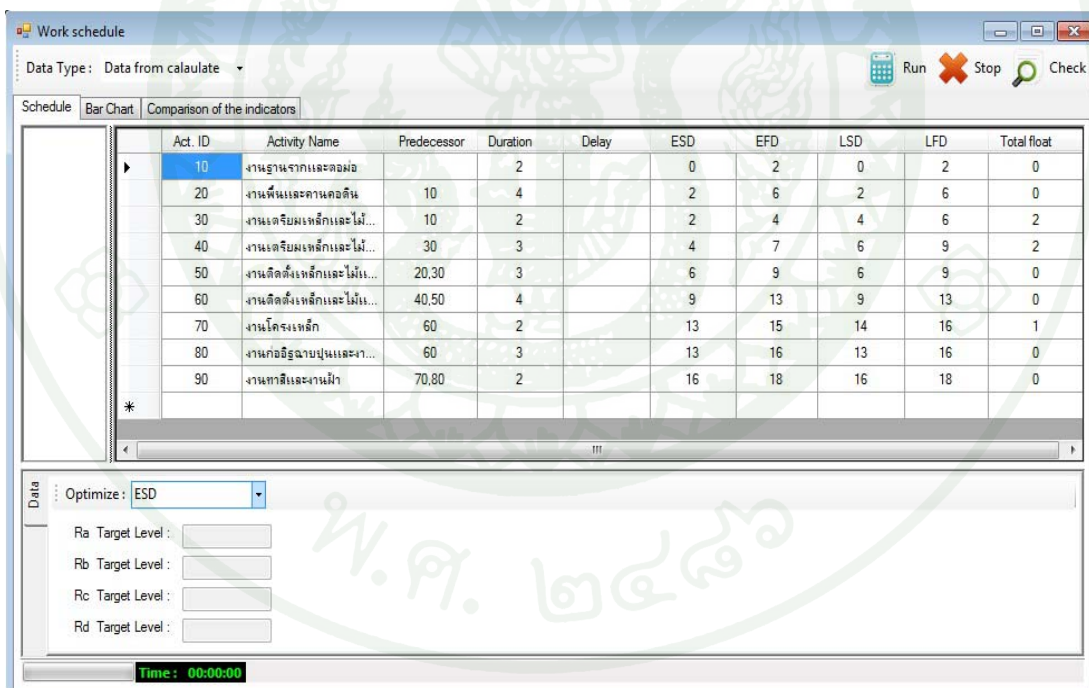 Work schedule
Data Type : Data from calaulate
Run Stop Check
Schedule Bar Chart Comparison of the indicators
Act. ID Activity Name Predecessor Duration Delay ESD EFD LSD LFD Total float
10 งานฐานรากและตอม่อ 2 0 2 0 2 0
20 งานพื้นและคานคอดิน 10 4 2 6 2 6 0
30 งานเตรียมเหล็กและไม้... 10 2 2 4 4 6 2
40 งานเตรียมเหล็กและไม้... 30 3 4 7 6 9 2
50 งานติดตั้งเหล็กและไม้แ... 20,30 3 6 9 6 9 0
60 งานติดตั้งเหล็กและไม้แ... 40,50 4 9 13 9 13 0
70 งานโครงเหล็ก 60 2 13 15 14 16 1
80 งานก่ออิฐฉาบปูนและงา... 60 3 13 16 13 16 0
90 งานทาสีและงานฝ้า 70,80 2 16 18 16 18 0
Data
Optimize : ESD
Ra Target Level :
Rb Target Level :
Rc Target Level :
Rd Target Level :
Time : 00:00:00
พ.ศ. ๒๔๘๖